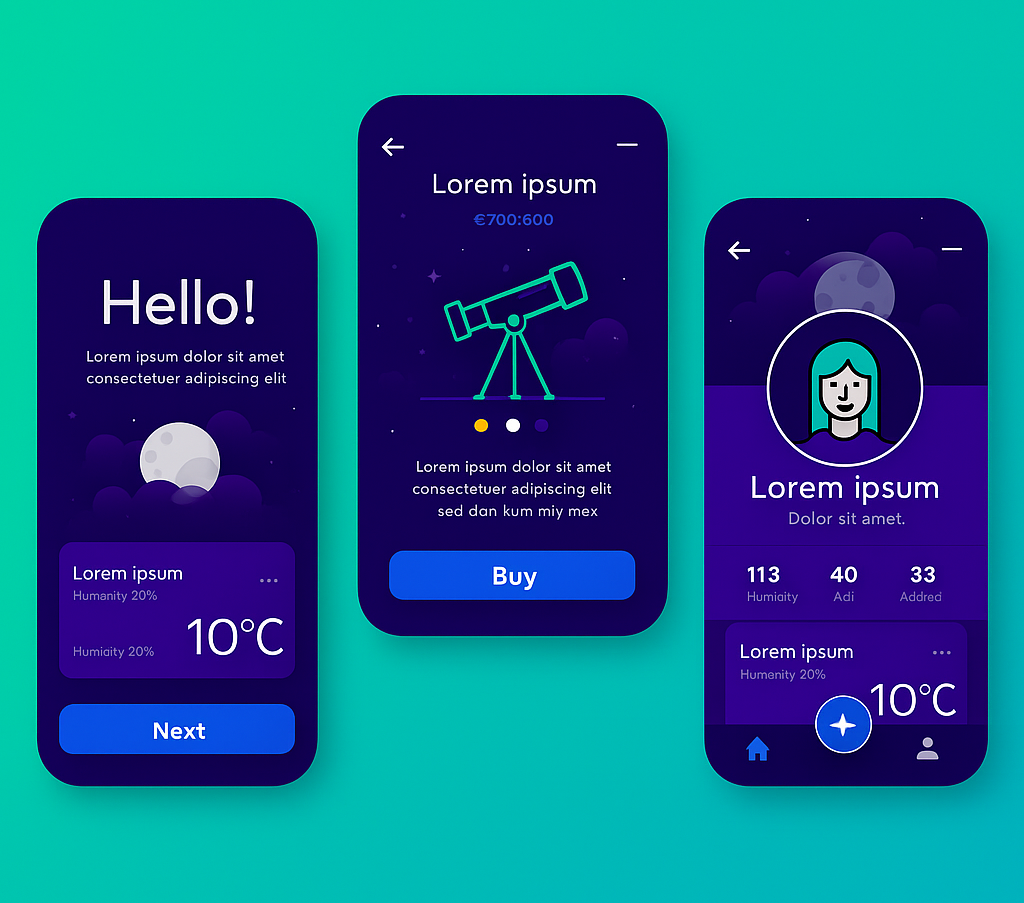 Hello!
Lorem ipsum dolor sit amet
consectetuer adipiscing elit
Lorem ipsum
Humanity 20%
Humiaity 20%
10°C
Next
Lorem ipsum
€700:600
Lorem ipsum dolor sit amet
consectetuer adipiscing elit
sed dan kum miy mex
Buy
Lorem ipsum
Dolor sit amet.
113 40 33
Humiaity Adi Addred
Lorem ipsum
Humenity 20%
10°C